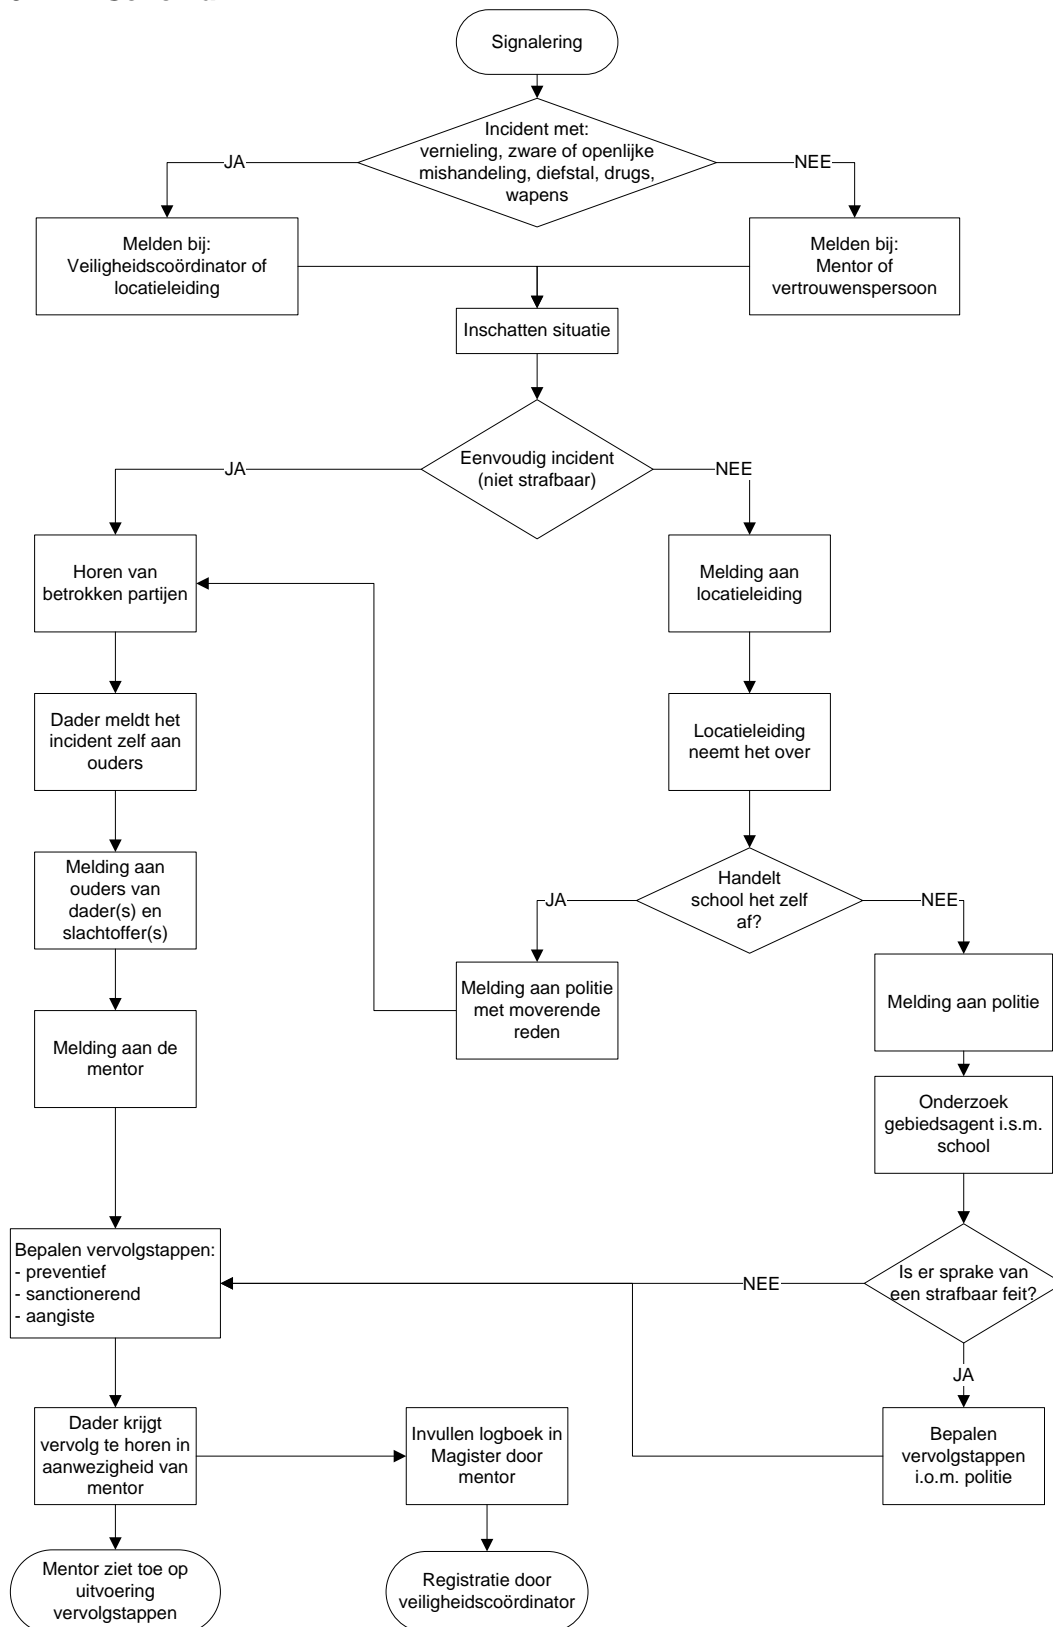 Signalering
Incident met:
vernieling, zware of openlijke
mishandeling, diefstal, drugs,
wapens
JA
NEE
Melden bij:
Veiligheidscoördinator of
locatieleiding
Melden bij:
Mentor of
vertrouwenspersoon
Inschatten situatie
Eenvoudig incident
(niet strafbaar)
JA
NEE
Horen van
betrokken partijen
Melding aan
locatieleiding
Dader meldt het
incident zelf aan
ouders
Locatieleiding
neemt het over
Melding aan
ouders van
dader(s) en
slachtoffer(s)
Handelt
school het zelf
af?
JA
NEE
Melding aan politie
met moverende
reden
Melding aan politie
Melding aan de
mentor
Onderzoek
gebiedsagent i.s.m.
school
Bepalen vervolgstappen:
- preventief
- sanctionerend
- aangiste
NEE
Is er sprake van
een strafbaar feit?
JA
Dader krijgt
vervolg te horen in
aanwezigheid van
mentor
Invullen logboek in
Magister door
mentor
Bepalen
vervolgstappen
i.o.m. politie
Mentor ziet toe op
uitvoering
vervolgstappen
Registratie door
veiligheidscoördinator